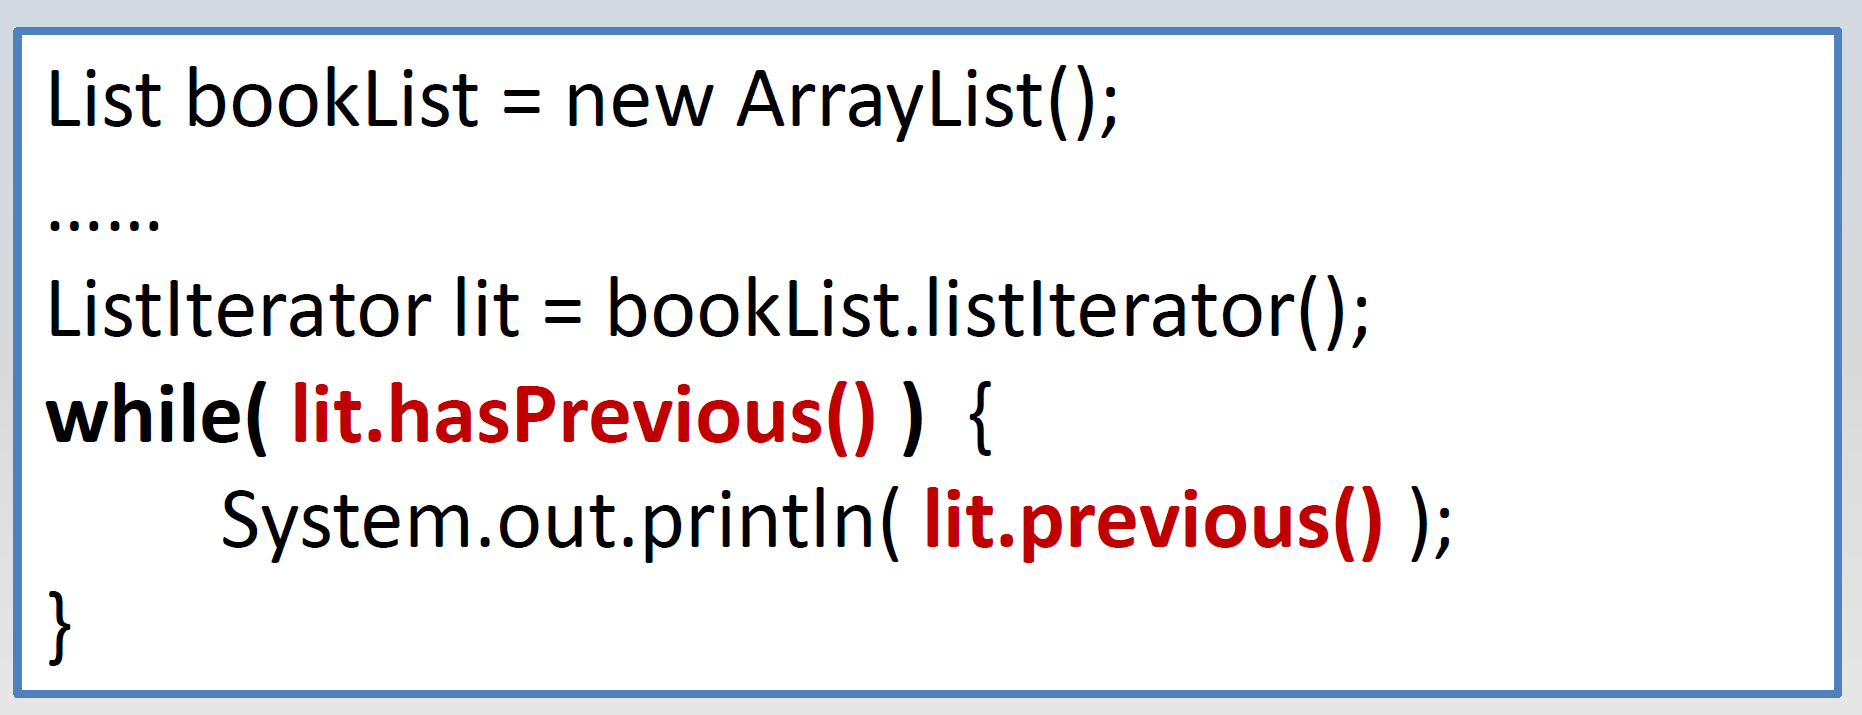 List bookList = new ArrayList();
......
ListIterator lit = bookList.listIterator();
while( lit.hasPrevious() ) {
System.out.println( lit.previous() );
}